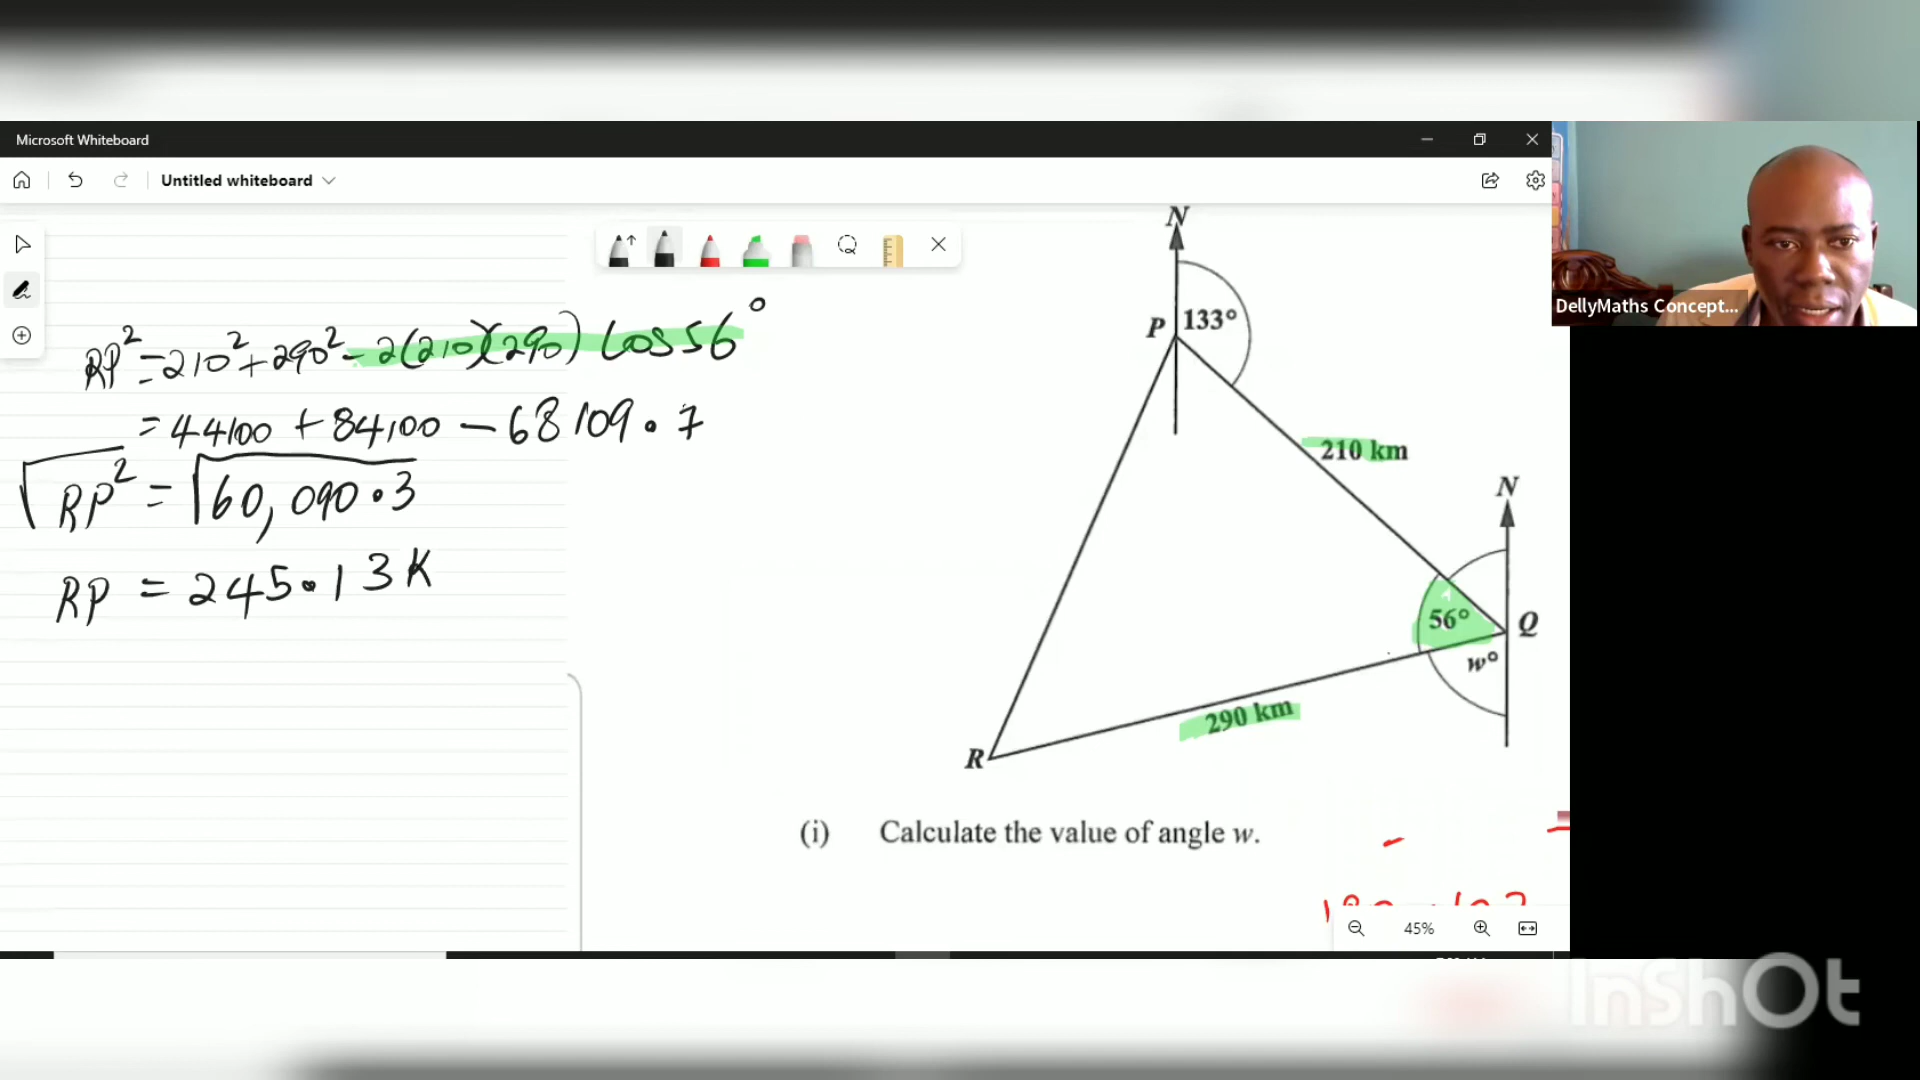 Microsoft Whiteboard
Untitled whiteboard
RP² = 210² + 290² - 2(210)(290) Cos 56°
= 44100 + 84100 - 68109.7
√RP² = √60,090.3
RP = 245.13K
N
P 133°
210 km
N
56° Q
w°
290 km
R
(i) Calculate the value of angle w.
45%
DellyMaths Concept...
InShOt